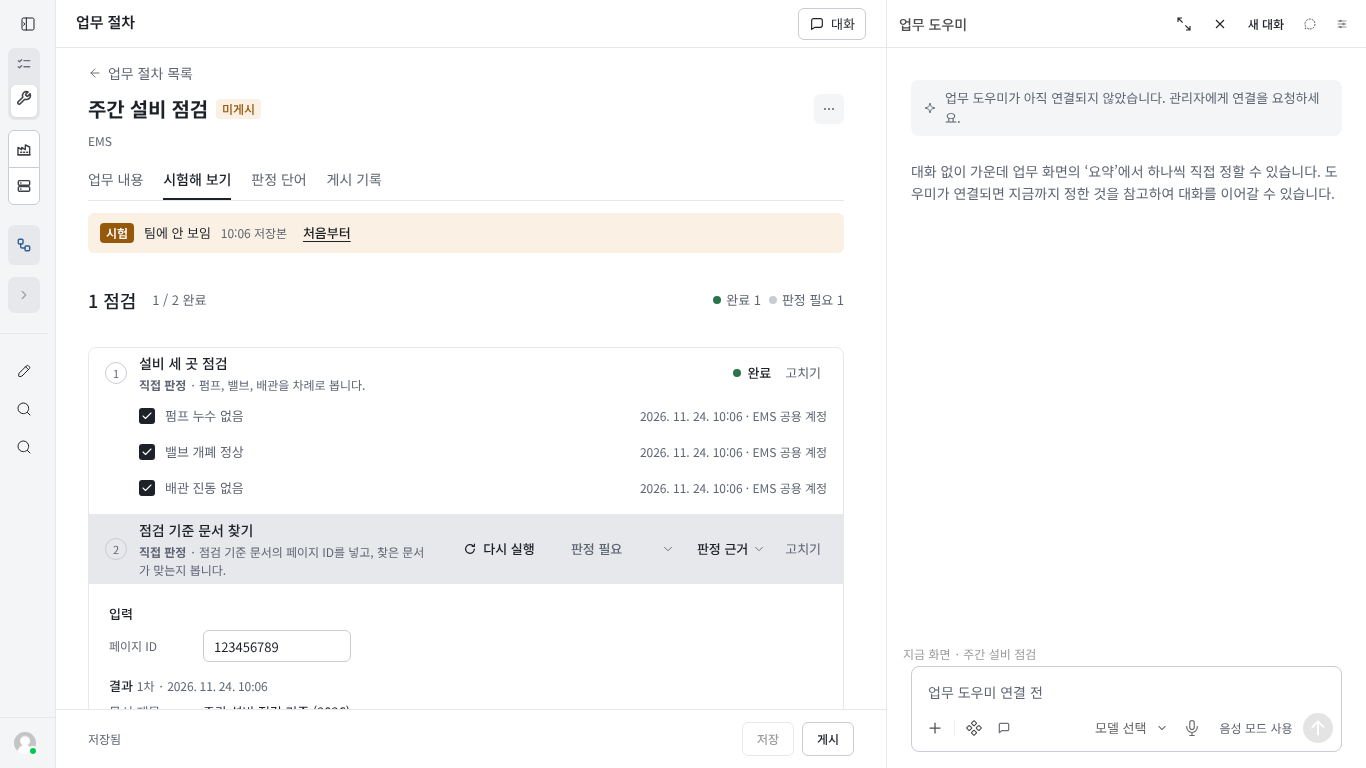 업무 절차
대화
업무 절차 목록
주간 설비 점검 미게시
EMS
업무 내용 시험해 보기 판정 단어 게시 기록
시험 팀에 안 보임 10:06 저장본 처음부터
1 점검 1 / 2 완료 완료 1 판정 필요 1
1 설비 세 곳 점검 완료 고치기
직접 판정 · 펌프, 밸브, 배관을 차례로 봅니다.
펌프 누수 없음 2026. 11. 24. 10:06 · EMS 공용 계정
밸브 개폐 정상 2026. 11. 24. 10:06 · EMS 공용 계정
배관 진동 없음 2026. 11. 24. 10:06 · EMS 공용 계정
점검 기준 문서 찾기
2 직접 판정 · 점검 기준 문서의 페이지 ID를 넣고, 찾은 문서
가 맞는지 봅니다.
다시 실행 판정 필요 판정 근거 고치기
입력
페이지 ID 123456789
결과 1차 · 2026. 11. 24. 10:06
저장됨 저장 게시
업무 도우미 새 대화
업무 도우미가 아직 연결되지 않았습니다. 관리자에게 연결을 요청하세
요.
대화 없이 가운데 업무 화면의 ‘요약’에서 하나씩 직접 정할 수 있습니다. 도
우미가 연결되면 지금까지 정한 것을 참고하여 대화를 이어갈 수 있습니다.
지금 화면 · 주간 설비 점검
업무 도우미 연결 전
모델 선택 음성 모드 사용